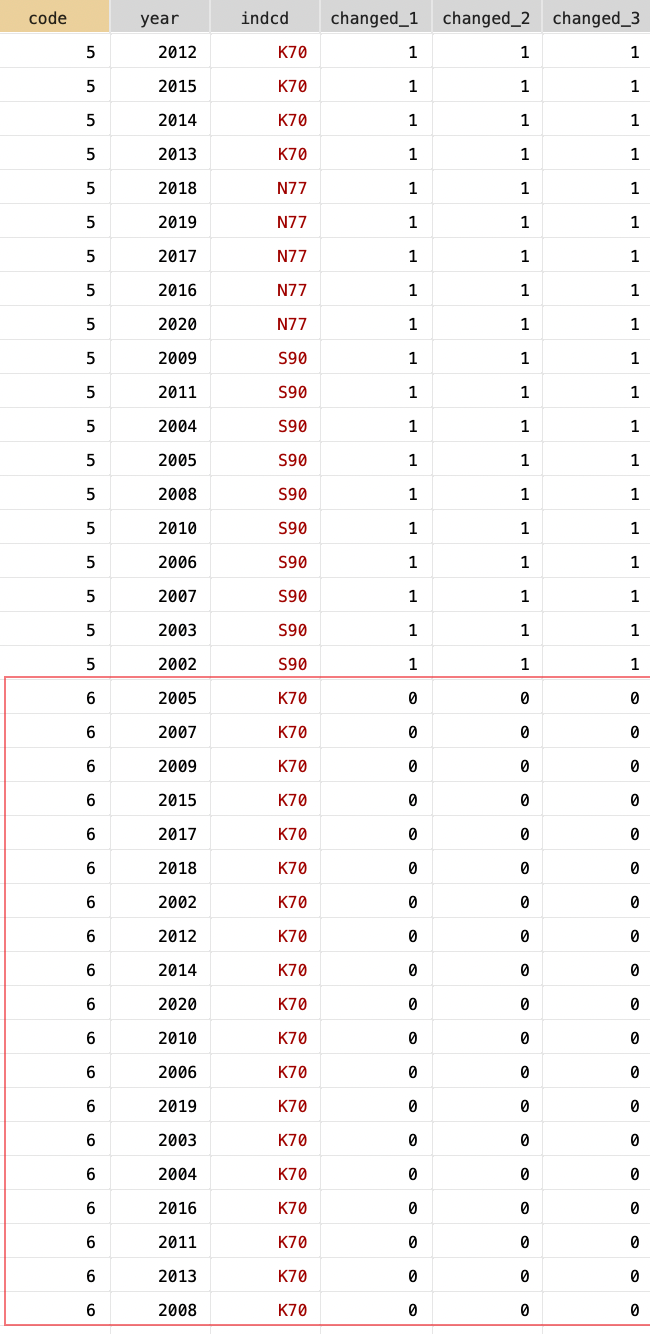 code year indcd changed_1 changed_2 changed_3
5 2012 K70 1 1 1
5 2015 K70 1 1 1
5 2014 K70 1 1 1
5 2013 K70 1 1 1
5 2018 N77 1 1 1
5 2019 N77 1 1 1
5 2017 N77 1 1 1
5 2016 N77 1 1 1
5 2020 N77 1 1 1
5 2009 S90 1 1 1
5 2011 S90 1 1 1
5 2004 S90 1 1 1
5 2005 S90 1 1 1
5 2008 S90 1 1 1
5 2010 S90 1 1 1
5 2006 S90 1 1 1
5 2007 S90 1 1 1
5 2003 S90 1 1 1
5 2002 S90 1 1 1
6 2005 K70 0 0 0
6 2007 K70 0 0 0
6 2009 K70 0 0 0
6 2015 K70 0 0 0
6 2017 K70 0 0 0
6 2018 K70 0 0 0
6 2002 K70 0 0 0
6 2012 K70 0 0 0
6 2014 K70 0 0 0
6 2020 K70 0 0 0
6 2010 K70 0 0 0
6 2006 K70 0 0 0
6 2019 K70 0 0 0
6 2003 K70 0 0 0
6 2004 K70 0 0 0
6 2016 K70 0 0 0
6 2011 K70 0 0 0
6 2013 K70 0 0 0
6 2008 K70 0 0 0